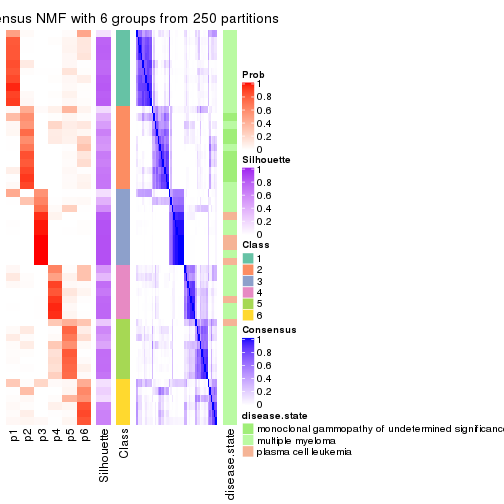 ensus NMF with 6 groups from 250 partitions
Prob
1
0.8
0.6
0.4
0.2
0
Silhouette
1
0.8
0.6
0.4
0.2
0
Class
1
2
3
4
5
6
Consensus
1
0.8
0.6
0.4
0.2
0
disease.state
monoclonal gammopathy of undetermined significance
multiple myeloma
plasma cell leukemia
p1
p2
p3
p4
p5
p6
Silhouette
Class
disease.state